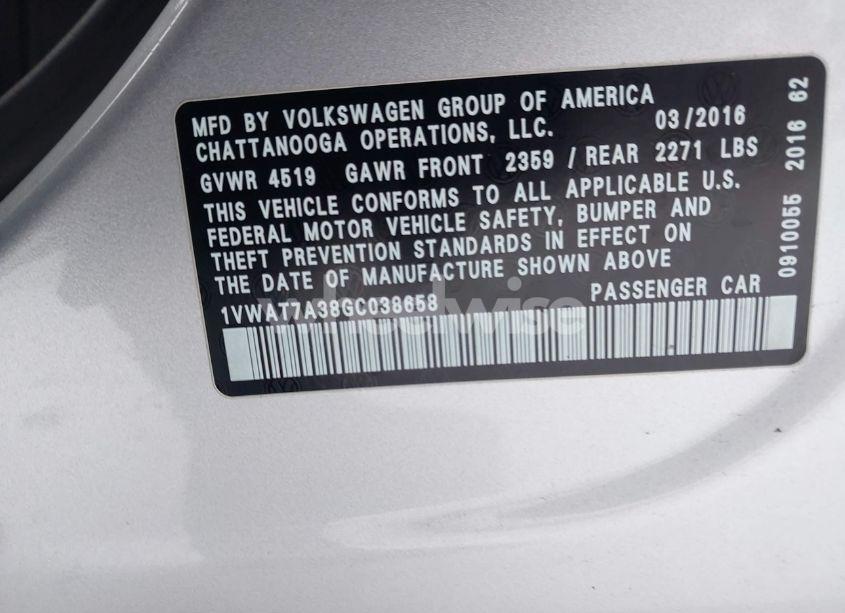 MFD BY VOLKSWAGEN GROUP OF AMERICA
CHATTANOOGA OPERATIONS, LLC. 03/2016
GVWR 4519 GAWR FRONT 2359 / REAR 2271 LBS
THIS VEHICLE CONFORMS TO ALL APPLICABLE U.S.
FEDERAL MOTOR VEHICLE SAFETY, BUMPER AND
THEFT PREVENTION STANDARDS IN EFFECT ON
THE DATE OF MANUFACTURE SHOWN ABOVE
1VWAT7A38GC038658 PASSENGER CAR
0910055 2016 62
wheelwise